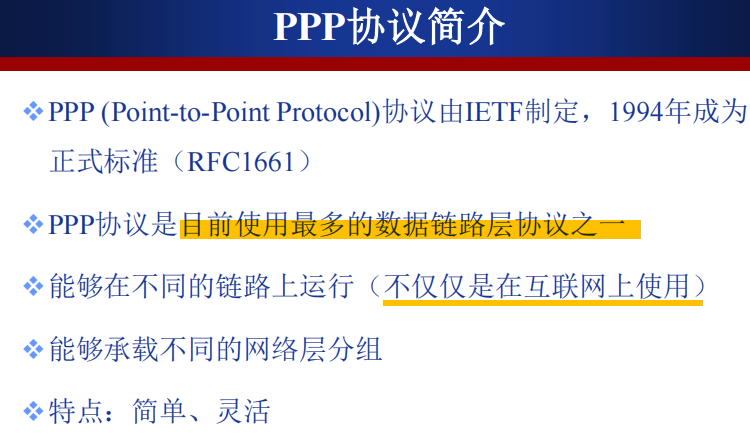 PPP协议简介
PPP (Point-to-Point Protocol)协议由IETF制定，1994年成为
正式标准（RFC1661）
PPP协议是目前使用最多的数据链路层协议之一
能够在不同的链路上运行（不仅仅是在互联网上使用）
能够承载不同的网络层分组
特点：简单、灵活